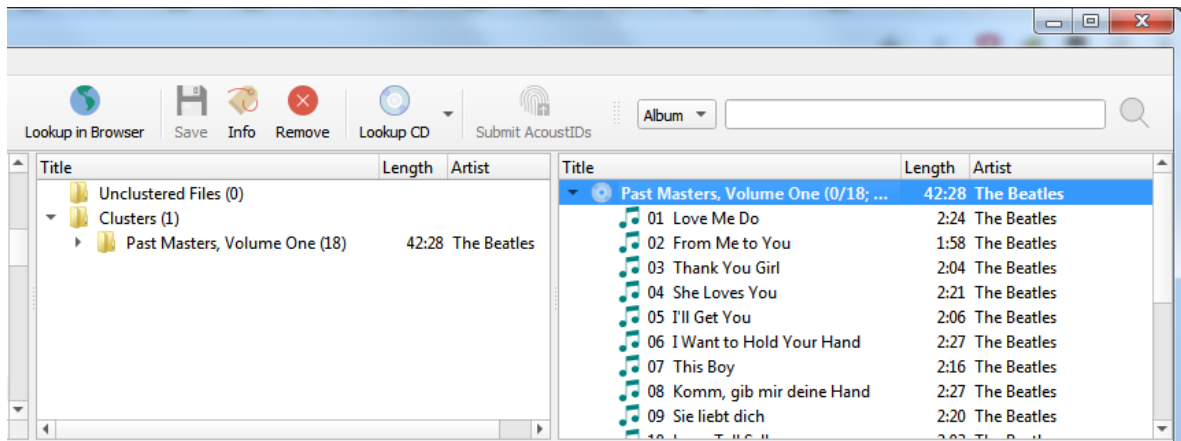 Lookup in Browser Save Info Remove Lookup CD Submit AcoustIDs Album
Title Length Artist
Unclustered Files (0)
Clusters (1)
Past Masters, Volume One (18) 42:28 The Beatles
Title Length Artist
Past Masters, Volume One (0/18; ... 42:28 The Beatles
01 Love Me Do 2:24 The Beatles
02 From Me to You 1:58 The Beatles
03 Thank You Girl 2:04 The Beatles
04 She Loves You 2:21 The Beatles
05 I'll Get You 2:06 The Beatles
06 I Want to Hold Your Hand 2:27 The Beatles
07 This Boy 2:16 The Beatles
08 Komm, gib mir deine Hand 2:27 The Beatles
09 Sie liebt dich 2:20 The Beatles